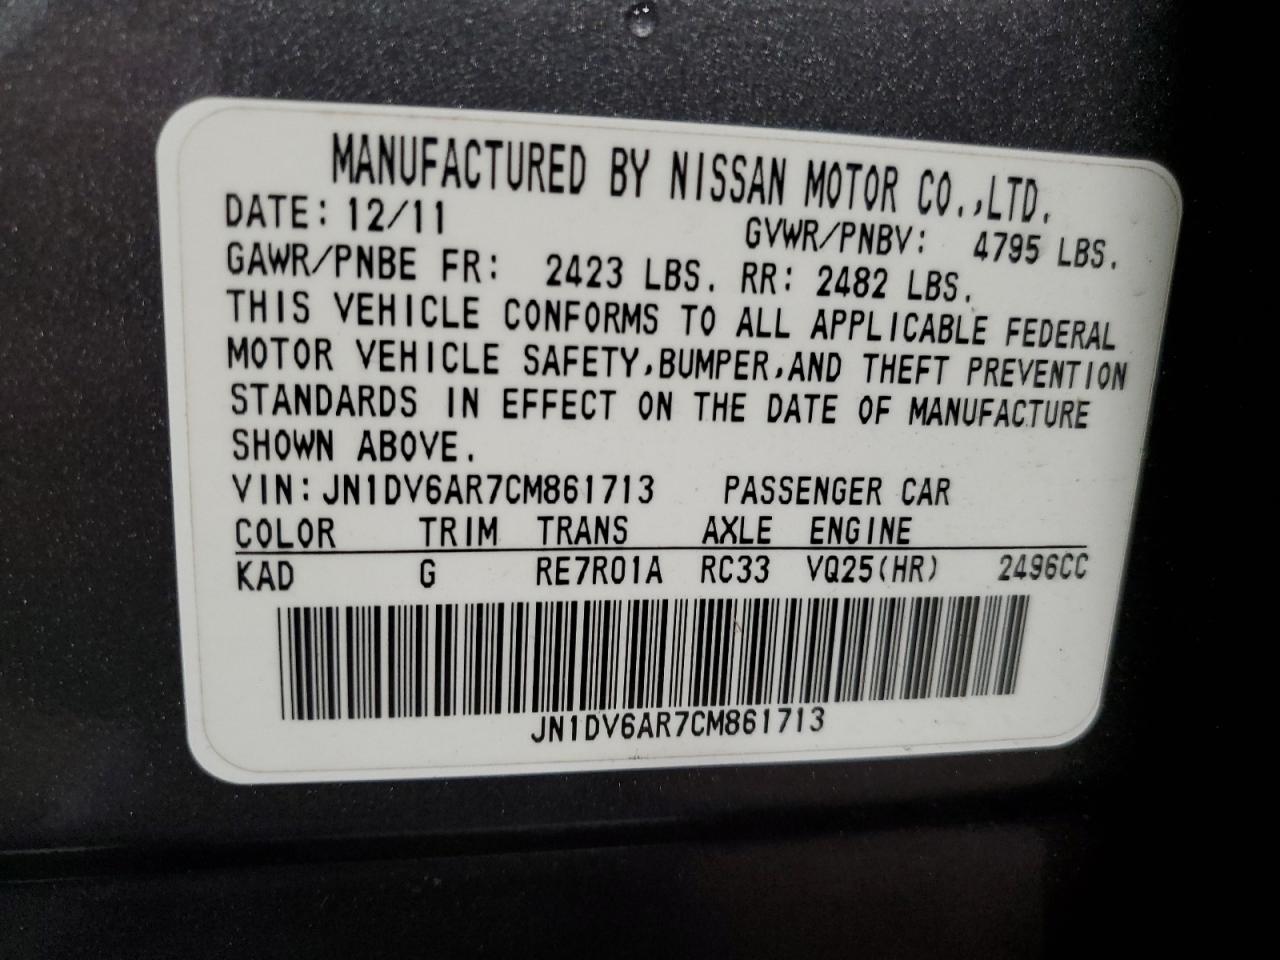 MANUFACTURED BY NISSAN MOTOR CO.,LTD.
DATE: 12/11 GVWR/PNBV: 4795 LBS.
GAWR/PNBE FR: 2423 LBS. RR: 2482 LBS.
THIS VEHICLE CONFORMS TO ALL APPLICABLE FEDERAL
MOTOR VEHICLE SAFETY,BUMPER,AND THEFT PREVENTION
STANDARDS IN EFFECT ON THE DATE OF MANUFACTURE
SHOWN ABOVE.
VIN: JN1DV6AR7CM861713 PASSENGER CAR
COLOR TRIM TRANS AXLE ENGINE
KAD G RE7R01A RC33 VQ25(HR) 2496CC
JN1DV6AR7CM861713